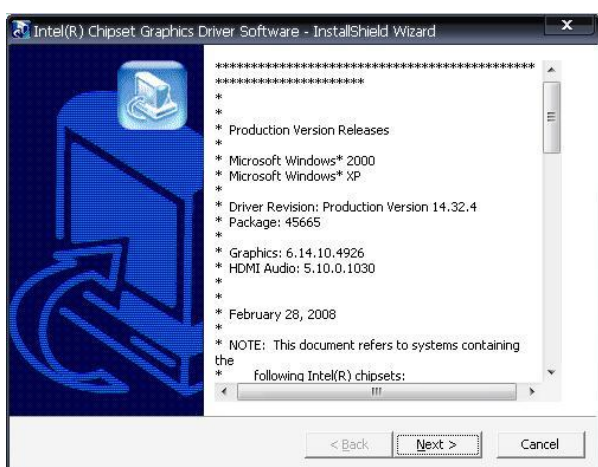 Intel(R) Chipset Graphics Driver Software - InstallShield Wizard
********************************************
*********************
*
*
* Production Version Releases
*
* Microsoft Windows* 2000
* Microsoft Windows* XP
*
* Driver Revision: Production Version 14.32.4
* Package: 45665
*
* Graphics: 6.14.10.4926
* HDMI Audio: 5.10.0.1030
*
*
* February 28, 2008
*
* NOTE: This document refers to systems containing
the
* following Intel(R) chipsets:
< Back Next > Cancel